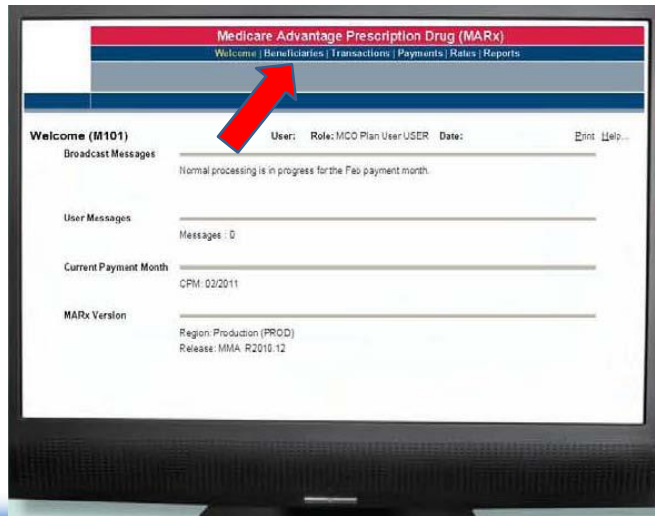 Medicare Advantage Prescription Drug (MARx)
Welcome | Beneficiaries | Transactions | Payments | Rates | Reports
Welcome (M101)
User: Role: MCO Plan User USER Date:
Print Help...
Broadcast Messages
Normal processing is in progress for the Feb payment month.
User Messages
Messages : 0
Current Payment Month
CPM: 03/2011
MARx Version
Region: Production (PROD)
Release: MMA R2010.12